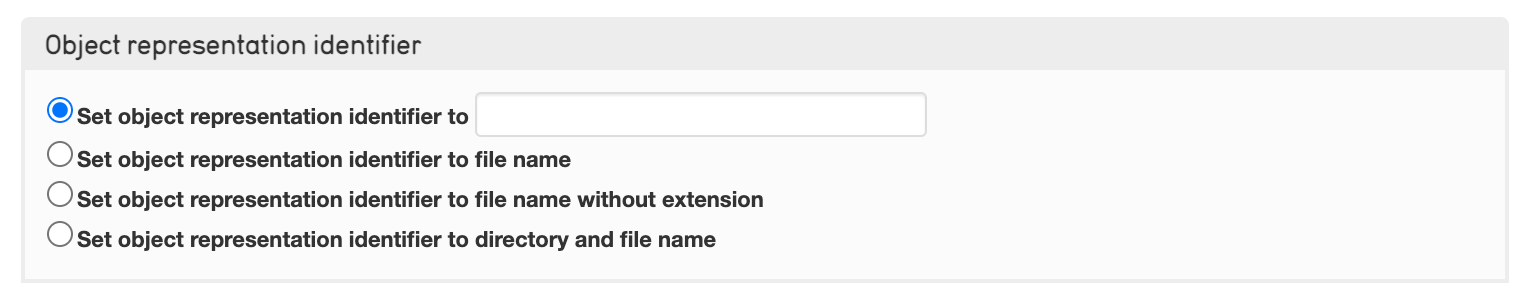 Object representation identifier
Set object representation identifier to
Set object representation identifier to file name
Set object representation identifier to file name without extension
Set object representation identifier to directory and file name